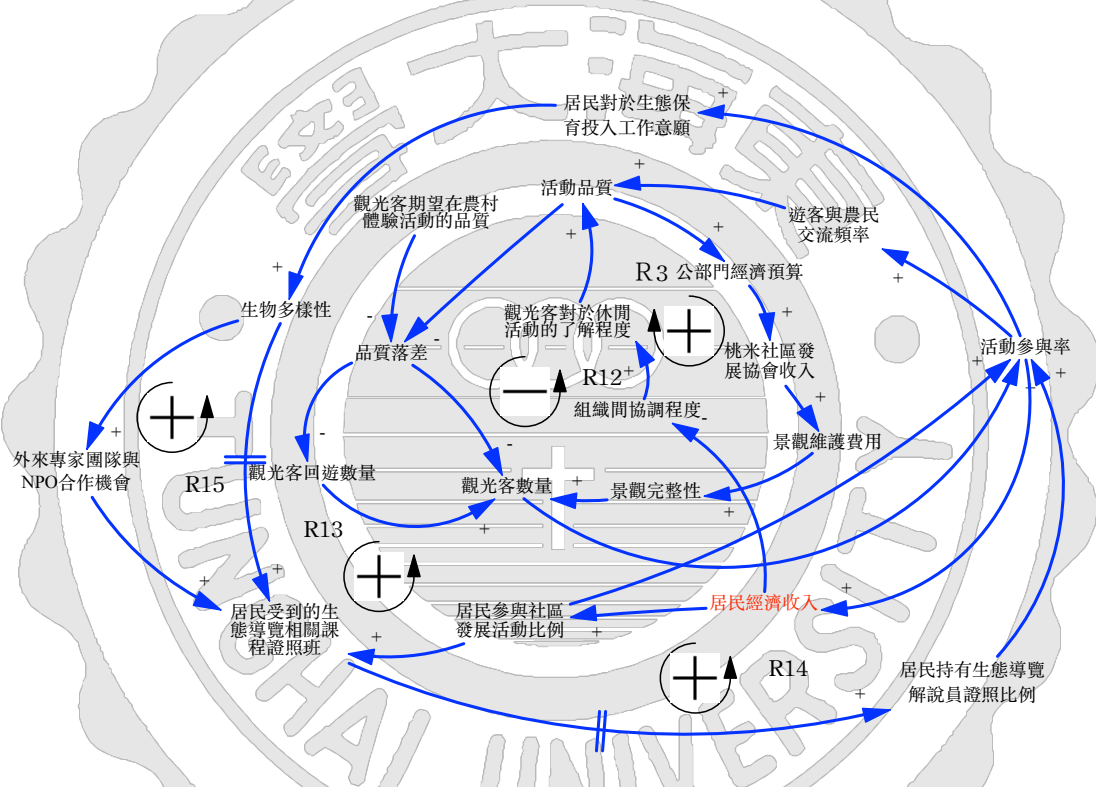 居民對於生態保
育投入工作意願
+
+
活動品質
觀光客期望在農村
體驗活動的品質
遊客與農民
交流頻率
+
+
+
R3
公部門經濟預算
+
生物多樣性
觀光客對於休閒
活動的了解程度
+
-
-
品質落差
桃米社區發
展協會收入
活動參與率
+
+
-
R12
+
組織間協調程度
-
+
景觀維護費用
+
外來專家團隊與
NPO合作機會
-
-
觀光客回遊數量
觀光客數量
+
景觀完整性
+
R15
R13
+
+
+
+
居民受到的生
態導覽相關課
程證照班
居民參與社區
發展活動比例
居民經濟收入
+
+
R14
居民持有生態導覽
解說員證照比例
+
學大海東
TUNGHAI UNIVERSITY